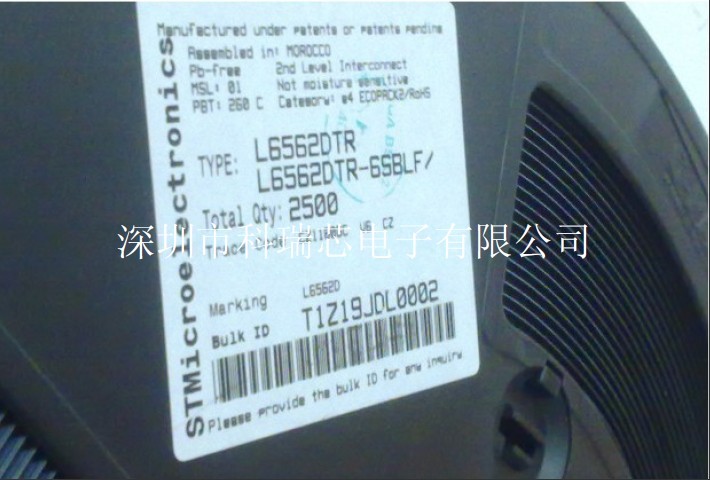 Manufactured under patents or patents pending
Assembled in: MOROCCO
Pb-free 2nd Level Interconnect
MSL: 01 Not moisture sensitive
PBT: 260 C Category: e4 ECOPACK2/RoHS
TYPE: L6562DTR
L6562DTR-6SBLF/
Total Qty: 2500
深圳市科瑞芯电子有限公司
V6 CZ
Marking L6562D
Bulk ID T1Z19JDL0002
Please provide the bulk ID for any inquiry
STMicroelectronics